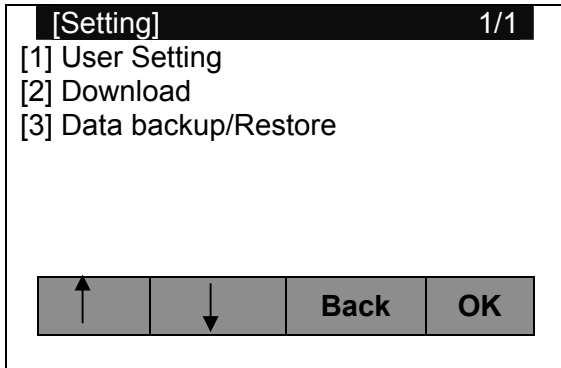 [Setting] 1/1
[1] User Setting
[2] Download
[3] Data backup/Restore
↑ ↓ Back OK